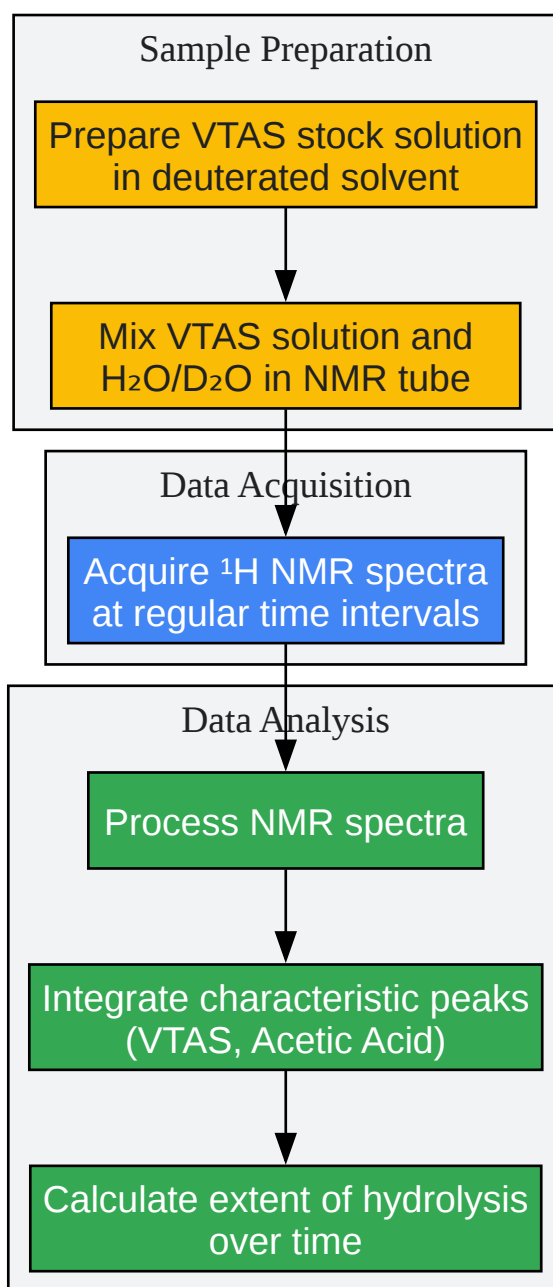 Sample Preparation
Prepare VTAS stock solution
in deuterated solvent
Mix VTAS solution and
H₂O/D₂O in NMR tube
Data Acquisition
Acquire ¹H NMR spectra
at regular time intervals
Data Analysis
Process NMR spectra
Integrate characteristic peaks
(VTAS, Acetic Acid)
Calculate extent of hydrolysis
over time